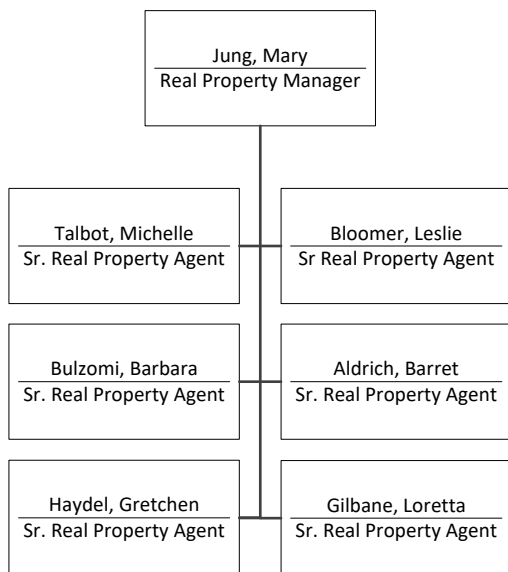 Jung, Mary
Real Property Manager
Talbot, Michelle
Sr. Real Property Agent
Bloomer, Leslie
Sr Real Property Agent
Bulzomi, Barbara
Sr. Real Property Agent
Aldrich, Barret
Sr. Real Property Agent
Haydel, Gretchen
Sr. Real Property Agent
Gilbane, Loretta
Sr. Real Property Agent